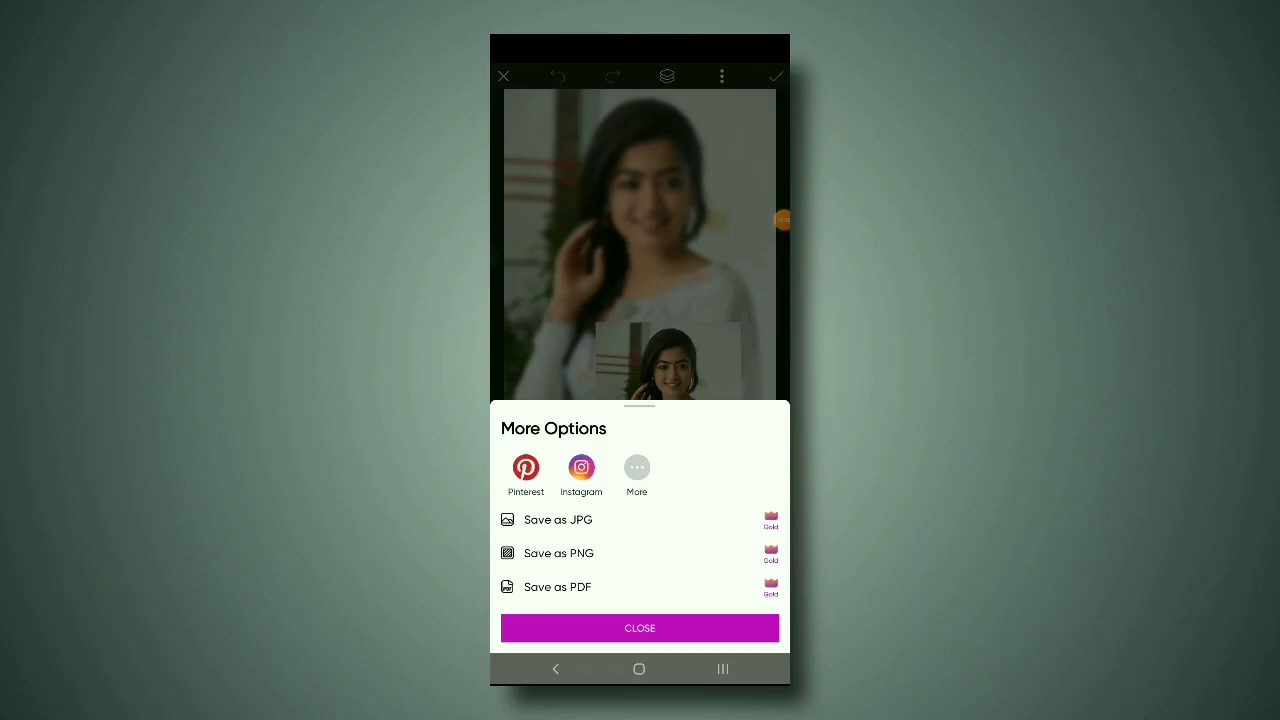 More Options
Pinterest Instagram More
Save as JPG Gold
Save as PNG Gold
Save as PDF Gold
CLOSE